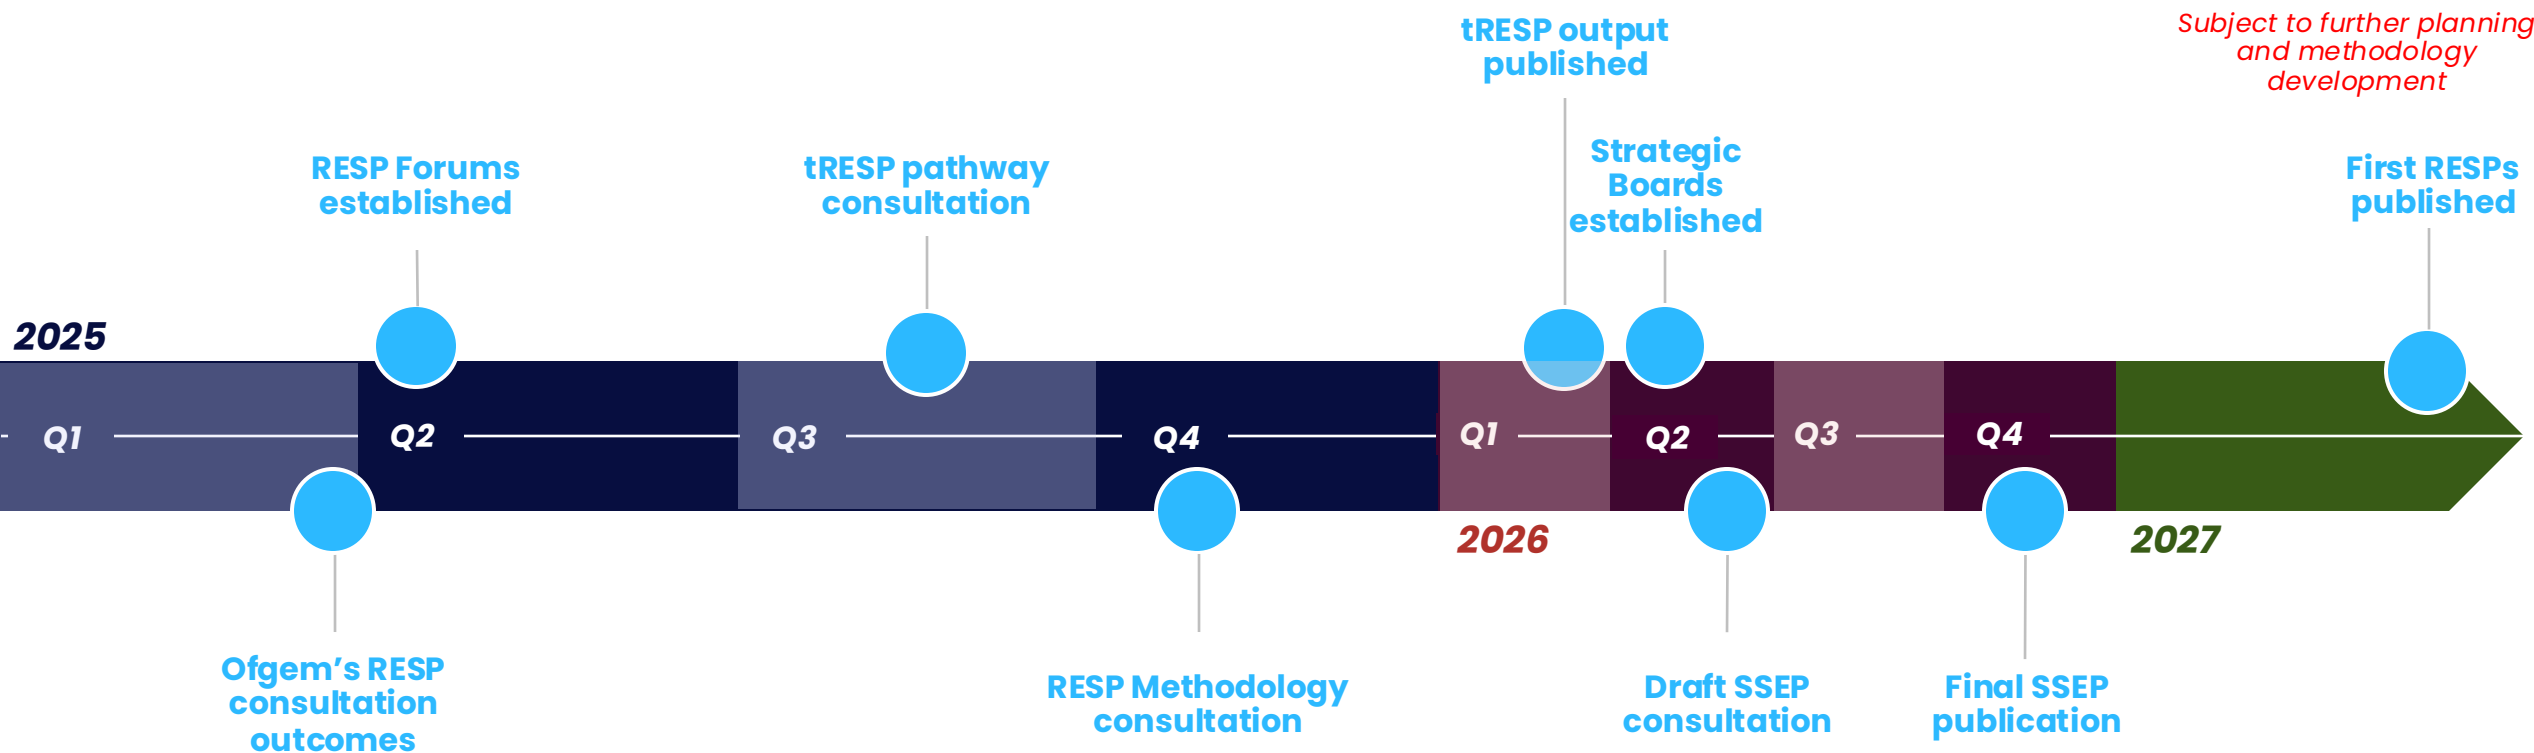 tRESP output
published
Subject to further planning
and methodology
development
RESP Forums
established
tRESP pathway
consultation
Strategic
Boards
established
First RESPs
published
2025
Q1
Q2
Q3
Q4
Q1
Q2
Q3
Q4
2026
2027
Ofgem’s RESP
consultation
outcomes
RESP Methodology
consultation
Draft SSEP
consultation
Final SSEP
publication